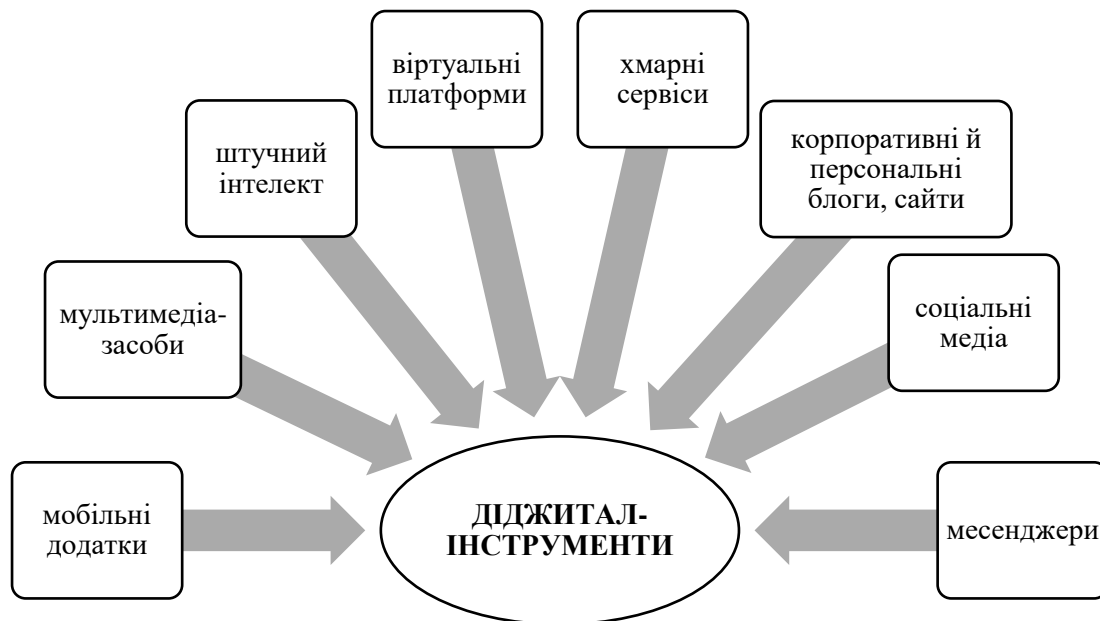 віртуальні
платформи
хмарні
сервіси
штучний
інтелект
корпоративні й
персональні
блоги, сайти
мультимедіа-
засоби
соціальні
медіа
мобільні
додатки
ДІДЖИТАЛ-
ІНСТРУМЕНТИ
месенджери